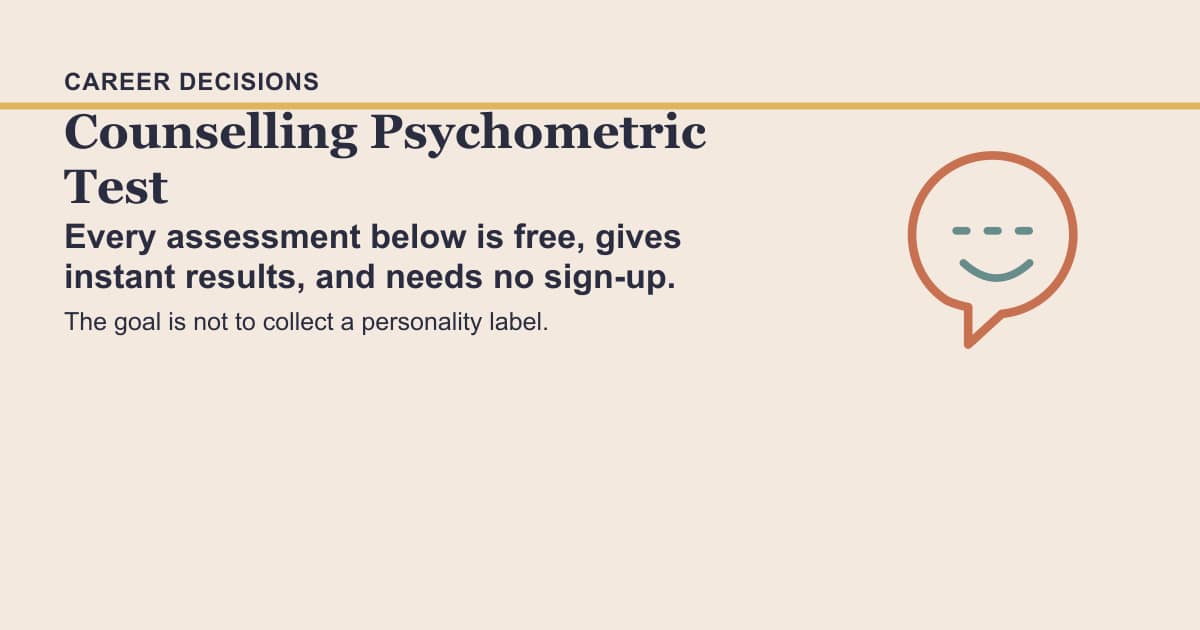 CAREER DECISIONS
Counselling Psychometric
Test
Every assessment below is free, gives
instant results, and needs no sign-up.
The goal is not to collect a personality label.